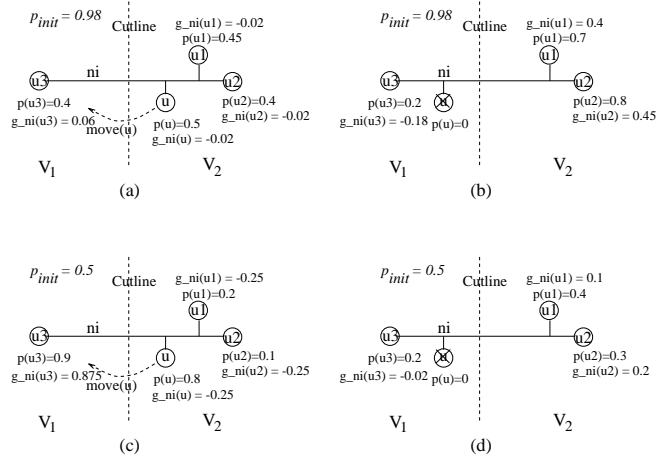 p_init = 0.98
Cutline
g_ni(u1) = -0.02
p(u1)=0.45
u1
u3
ni
u2
u
p(u3)=0.4
g_ni(u3) = 0.06
move(u)
p(u)=0.5
g_ni(u) = -0.02
p(u2)=0.4
g_ni(u2) = -0.02
V1
V2
(a)
p_init = 0.98
Cutline
g_ni(u1) = 0.4
p(u1)=0.7
u1
u3
ni
u2
u
p(u3)=0.2
g_ni(u3) = -0.18
p(u)=0
p(u2)=0.8
g_ni(u2) = 0.45
V1
V2
(b)
p_init = 0.5
Cutline
g_ni(u1) = -0.25
p(u1)=0.2
u1
u3
ni
u2
u
p(u3)=0.9
g_ni(u3) = 0.875
move(u)
p(u)=0.8
g_ni(u) = -0.25
p(u2)=0.1
g_ni(u2) = -0.25
V1
V2
(c)
p_init = 0.5
Cutline
g_ni(u1) = 0.1
p(u1)=0.4
u1
u3
ni
u2
u
p(u3)=0.2
g_ni(u3) = -0.02
p(u)=0
p(u2)=0.3
g_ni(u2) = 0.2
V1
V2
(d)